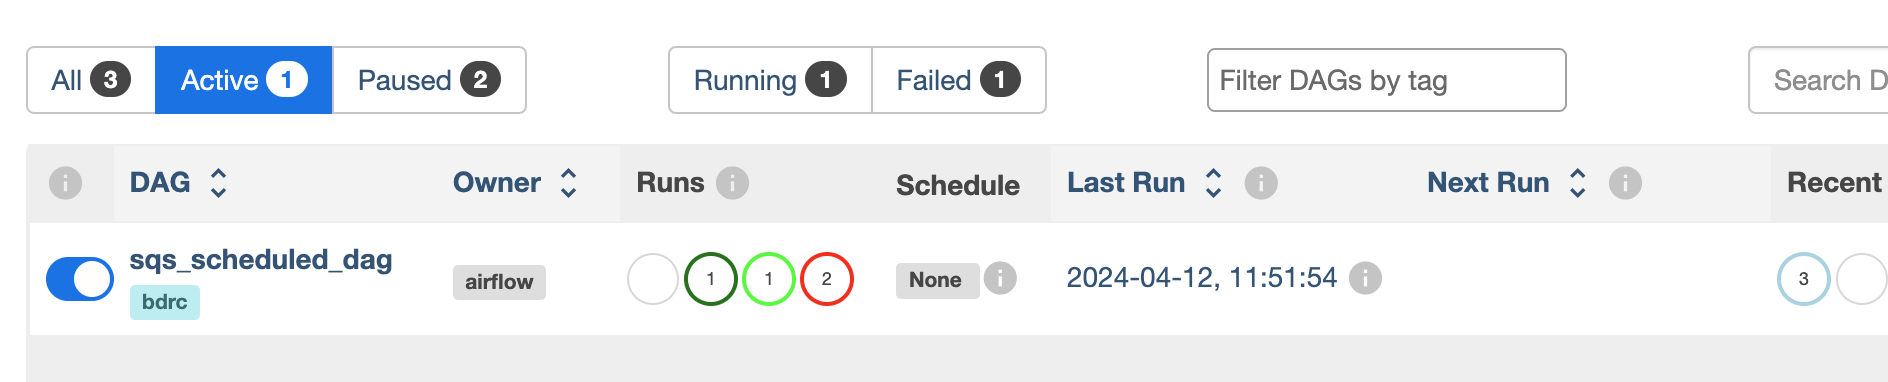 All 3 Active 1 Paused 2 Running 1 Failed 1 Filter DAGs by tag Search D
DAG Owner Runs Schedule Last Run Next Run Recent
sqs_scheduled_dag
bdrc
airflow 1 1 2 None 2024-04-12, 11:51:54 3